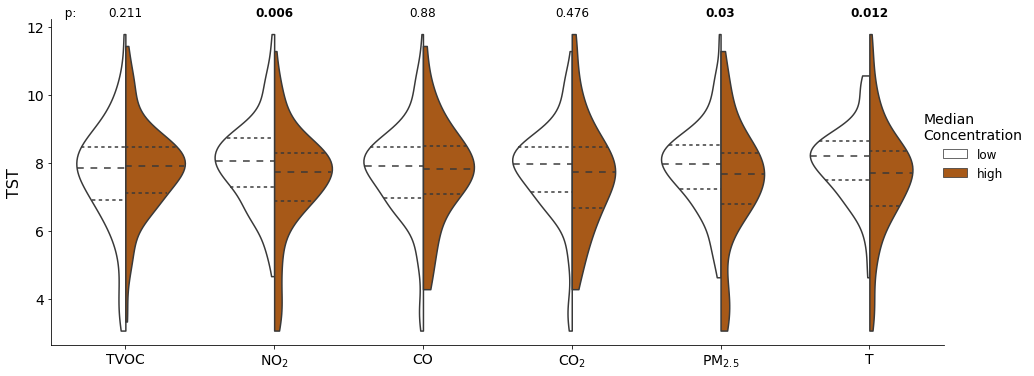 p: 0.211 0.006 0.88 0.476 0.03 0.012
12
10
8
6
4
TST
TVOC NO₂ CO CO₂ PM₂.₅ T
Median
Concentration
low
high